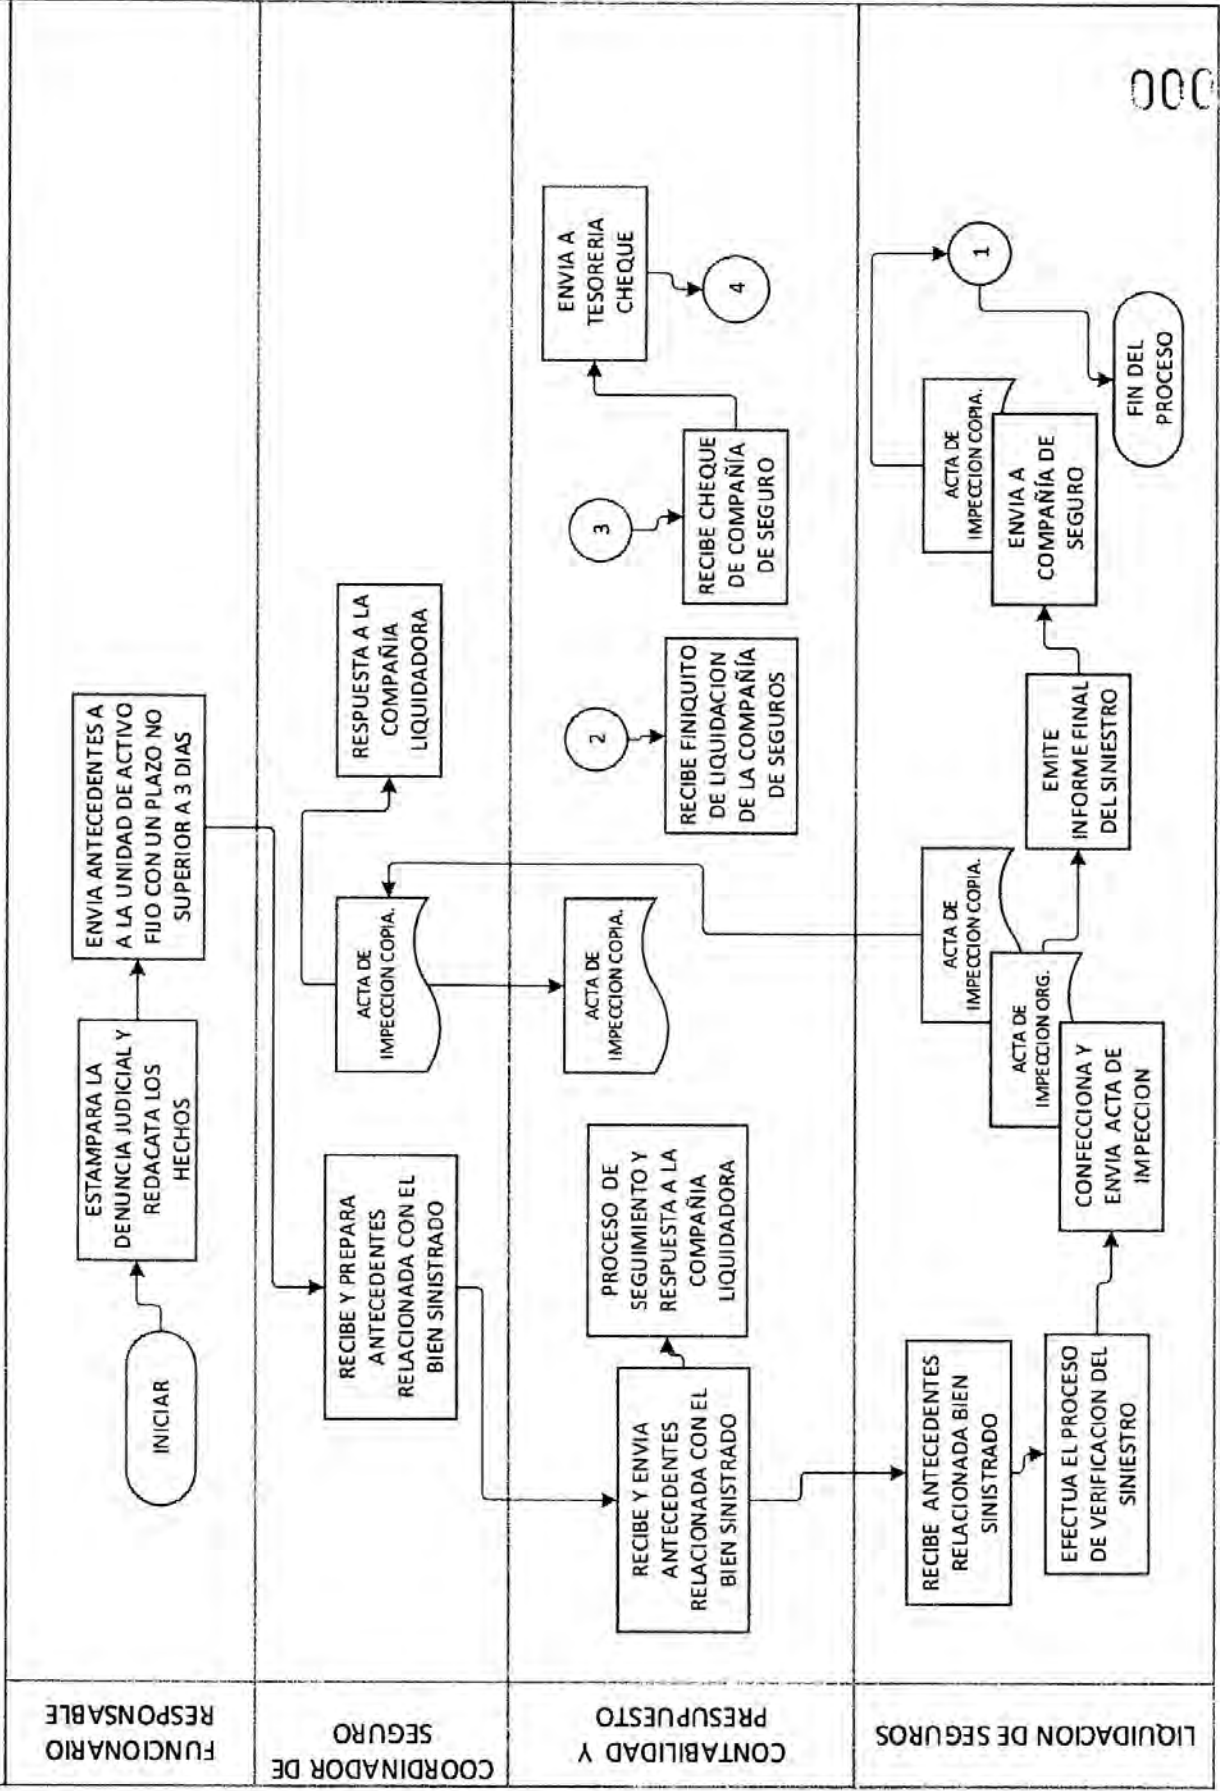 FUNCIONARIO
RESPONSABLE
INICIAR
ESTAMPARA LA
DENUNCIA JUDICIAL Y
REDACATA LOS
HECHOS
ENVIA ANTECEDENTES A
A LA UNIDAD DE ACTIVO
FIJO CON UN PLAZO NO
SUPERIOR A 3 DIAS
COORDINADOR DE
SEGURO
RECIBE Y PREPARA
ANTECEDENTES
RELACIONADA CON EL
BIEN SINISTRADO
ACTA DE
IMPECCION COPIA.
RESPUESTA A LA
COMPAÑIA
LIQUIDADORA
CONTABILIDAD Y
PRESUPUESTO
RECIBE Y ENVIA
ANTECEDENTES
RELACIONADA CON EL
BIEN SINISTRADO
PROCESO DE
SEGUIMIENTO Y
RESPUESTA A LA
COMPAÑIA
LIQUIDADORA
ACTA DE
IMPECCION COPIA.
2
RECIBE FINIQUITO
DE LIQUIDACION
DE LA COMPAÑÍA
DE SEGUROS
3
RECIBE CHEQUE
DE COMPAÑÍA
DE SEGURO
ENVIA A
TESORERIA
CHEQUE
4
LIQUIDACION DE SEGUROS
RECIBE ANTECEDENTES
RELACIONADA BIEN
SINISTRADO
EFECTUA EL PROCESO
DE VERIFICACION DEL
SINIESTRO
CONFECCIONA Y
ENVIA ACTA DE
IMPECCION
ACTA DE
IMPECCION ORG.
ACTA DE
IMPECCION COPIA.
EMITE
INFORME FINAL
DEL SINIESTRO
ENVIA A
COMPAÑÍA DE
SEGURO
ACTA DE
IMPECCION COPIA.
1
FIN DEL
PROCESO
000